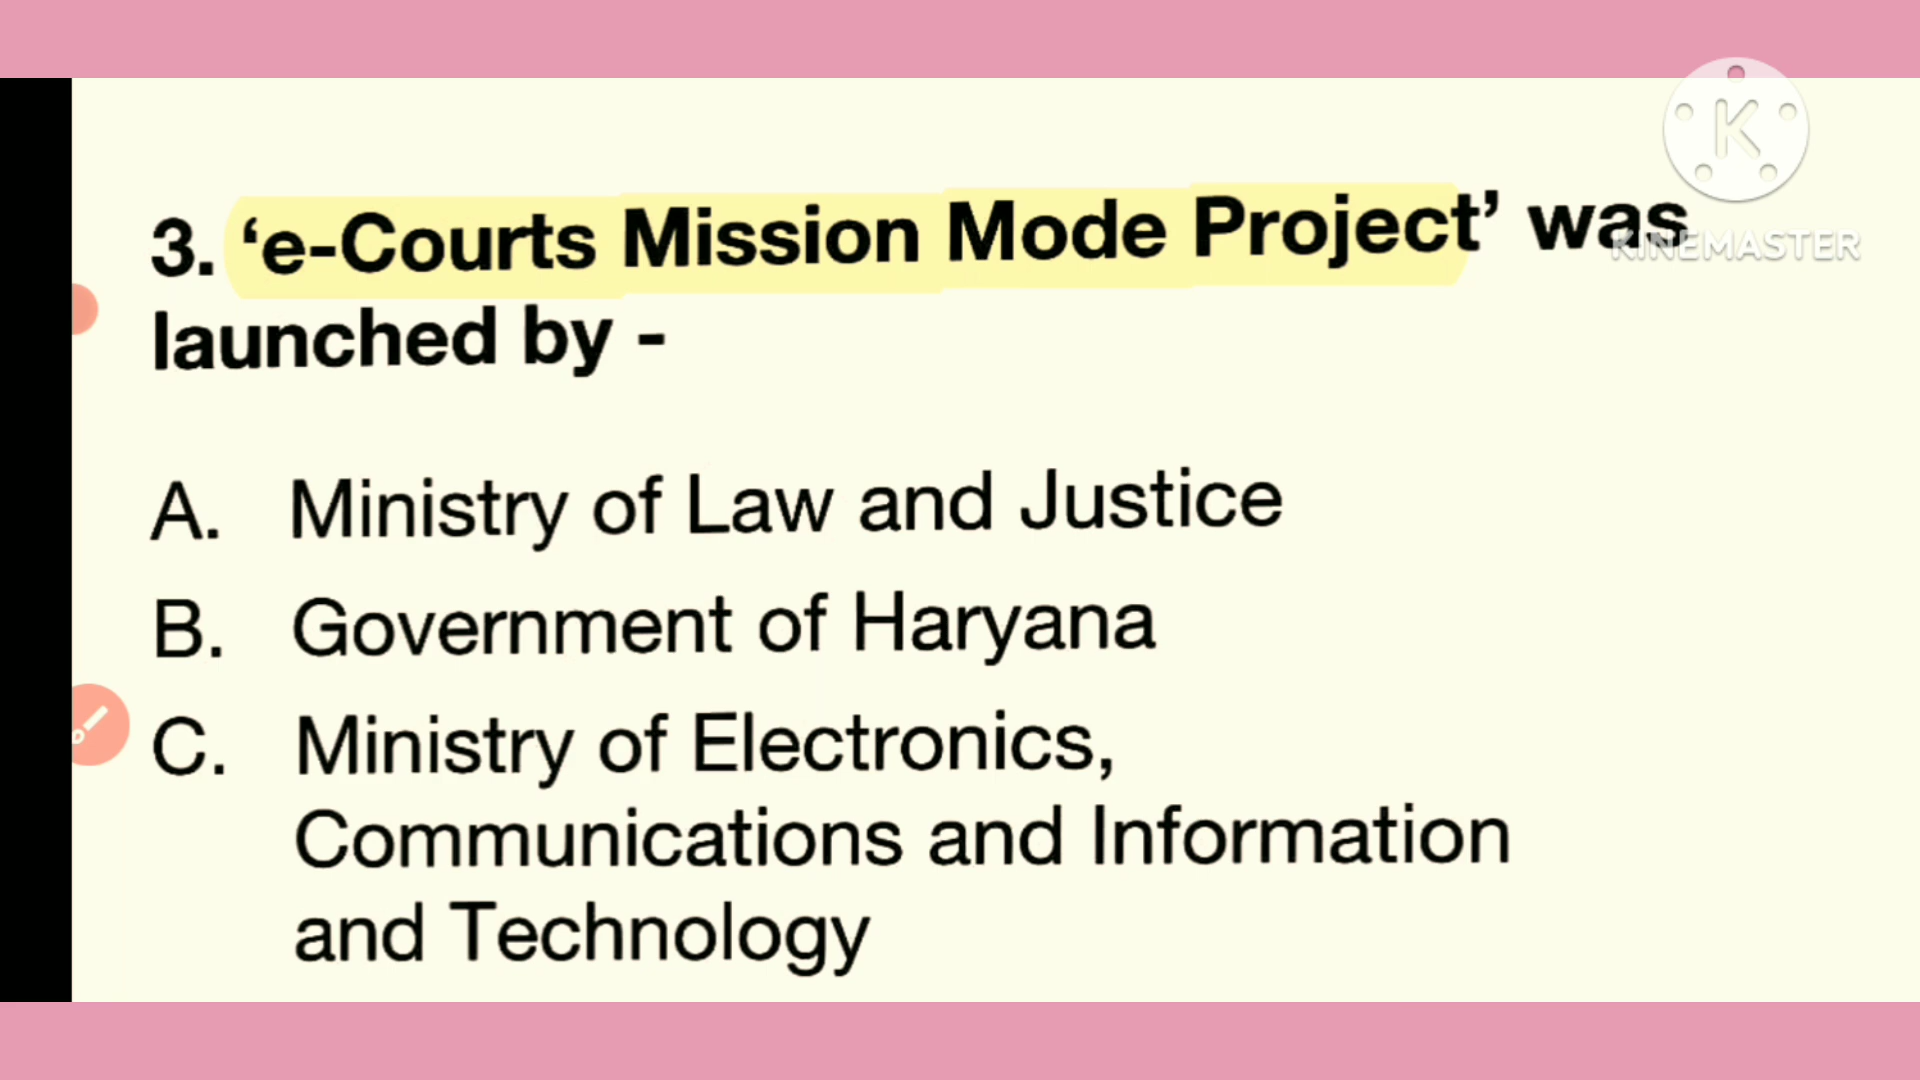 3. ‘e-Courts Mission Mode Project’ was
launched by -
A. Ministry of Law and Justice
B. Government of Haryana
C. Ministry of Electronics,
Communications and Information
and Technology
K
KINEMASTER